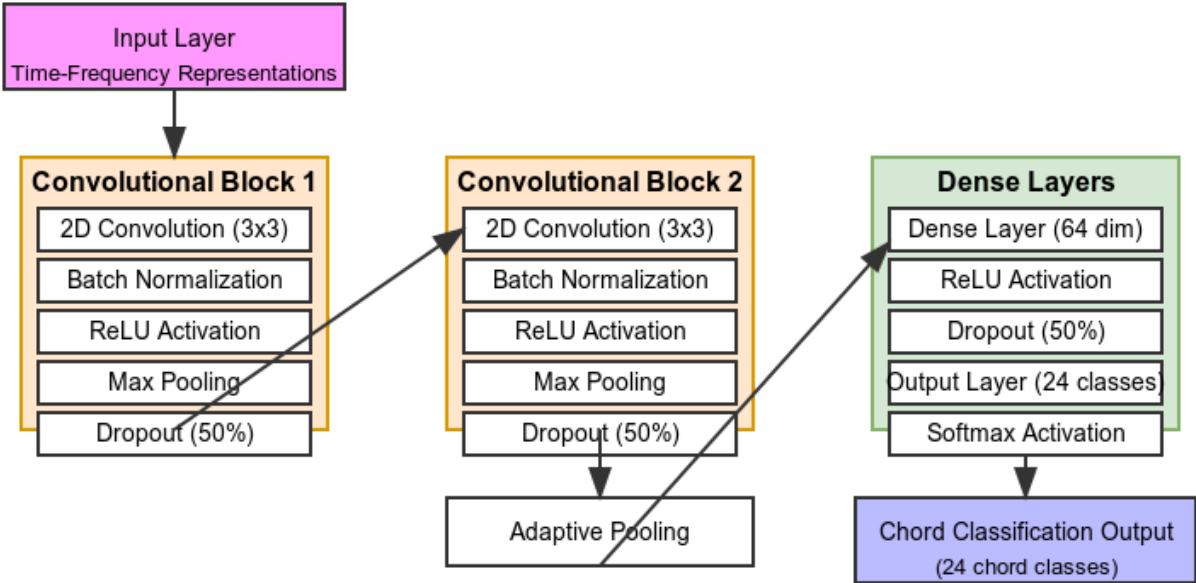 Input Layer
Time-Frequency Representations
Convolutional Block 1
2D Convolution (3x3)
Batch Normalization
ReLU Activation
Max Pooling
Dropout (50%)
Convolutional Block 2
2D Convolution (3x3)
Batch Normalization
ReLU Activation
Max Pooling
Dropout (50%)
Adaptive Pooling
Dense Layers
Dense Layer (64 dim)
ReLU Activation
Dropout (50%)
Output Layer (24 classes)
Softmax Activation
Chord Classification Output
(24 chord classes)